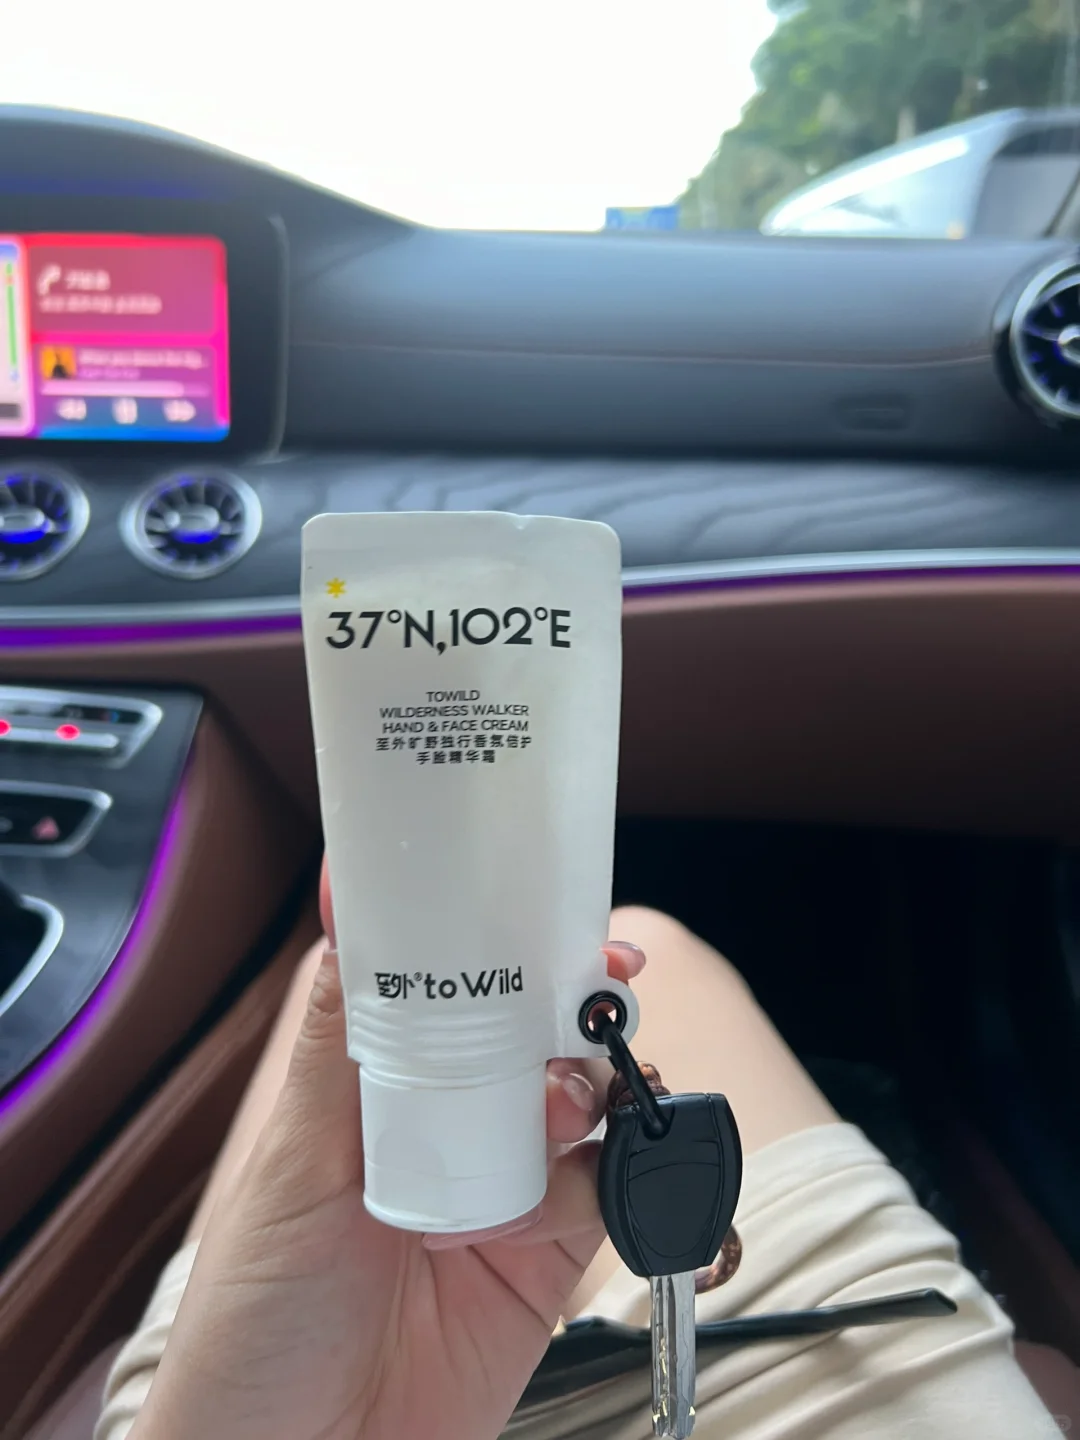 37°N,102°E
TOWILD
WILDERNESS WALKER
HAND & FACE CREAM
至外旷野独行香氛倍护
手脸精华霜
至外®to Wild